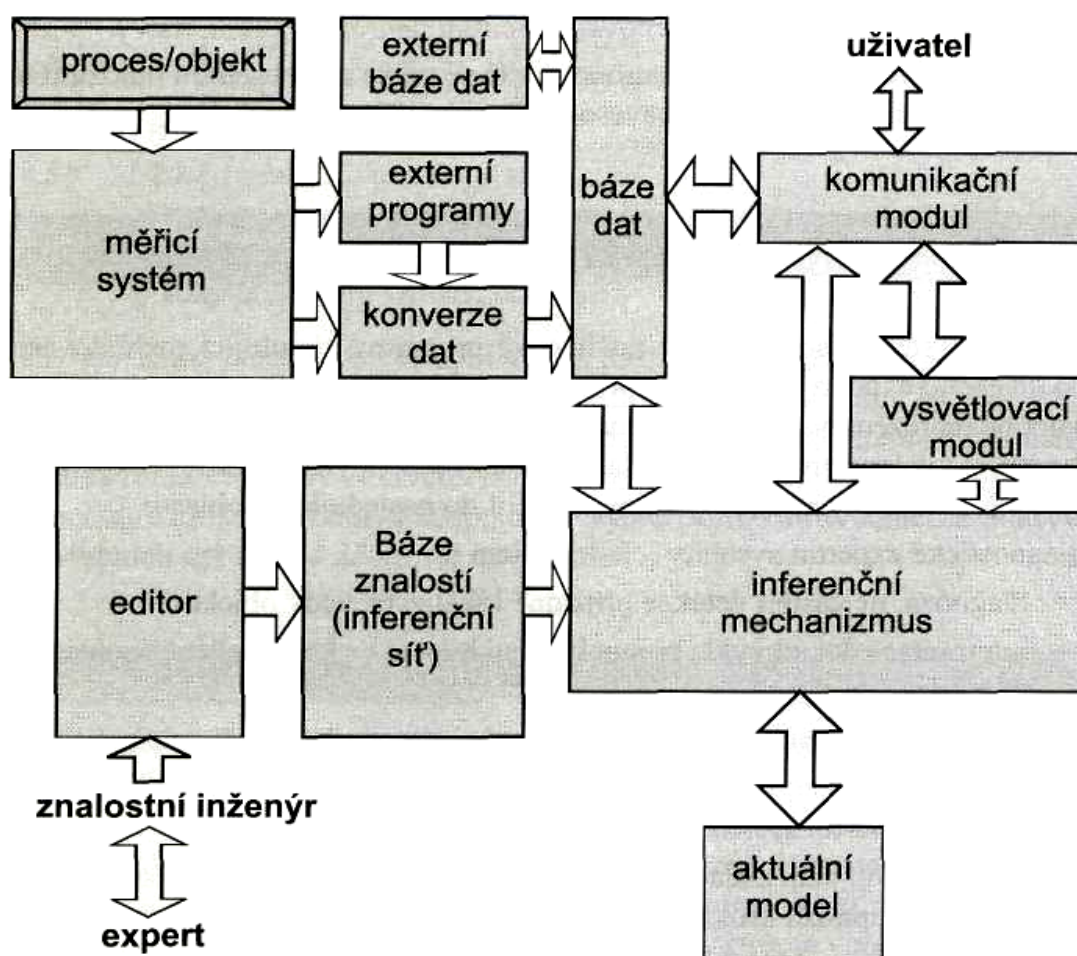 proces/objekt
externí
báze dat
uživatel
měřicí
systém
externí
programy
báze
dat
komunikační
modul
konverze
dat
vysvětlovací
modul
editor
Báze
znalostí
(inferenční
síť)
inferenční
mechanizmus
znalostní inženýr
expert
aktuální
model